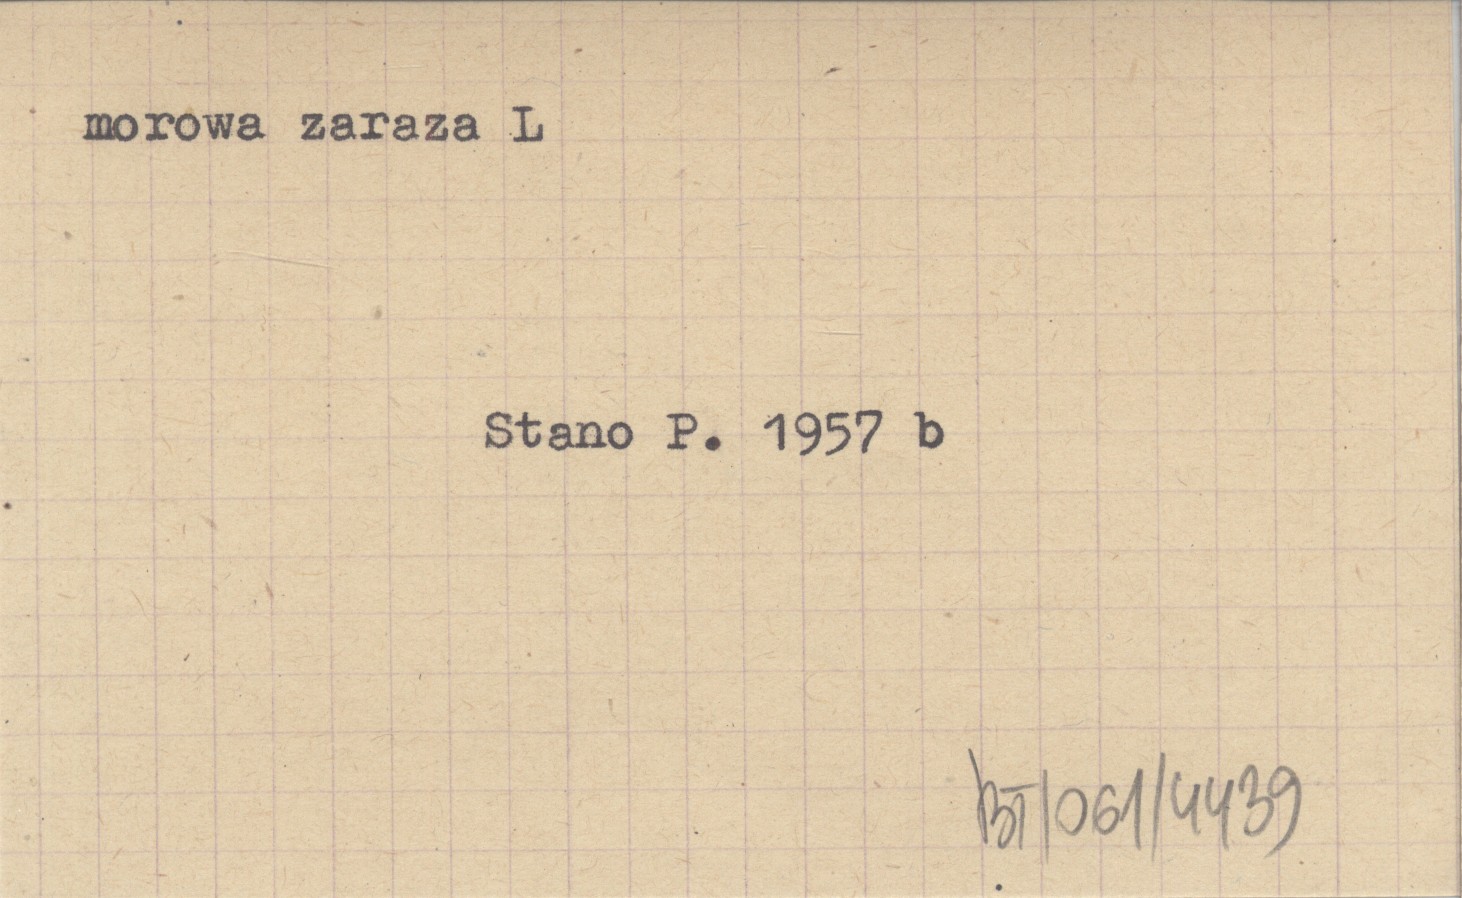 morowa zaraza L
Stano P. 1957 b
BT/061/4439